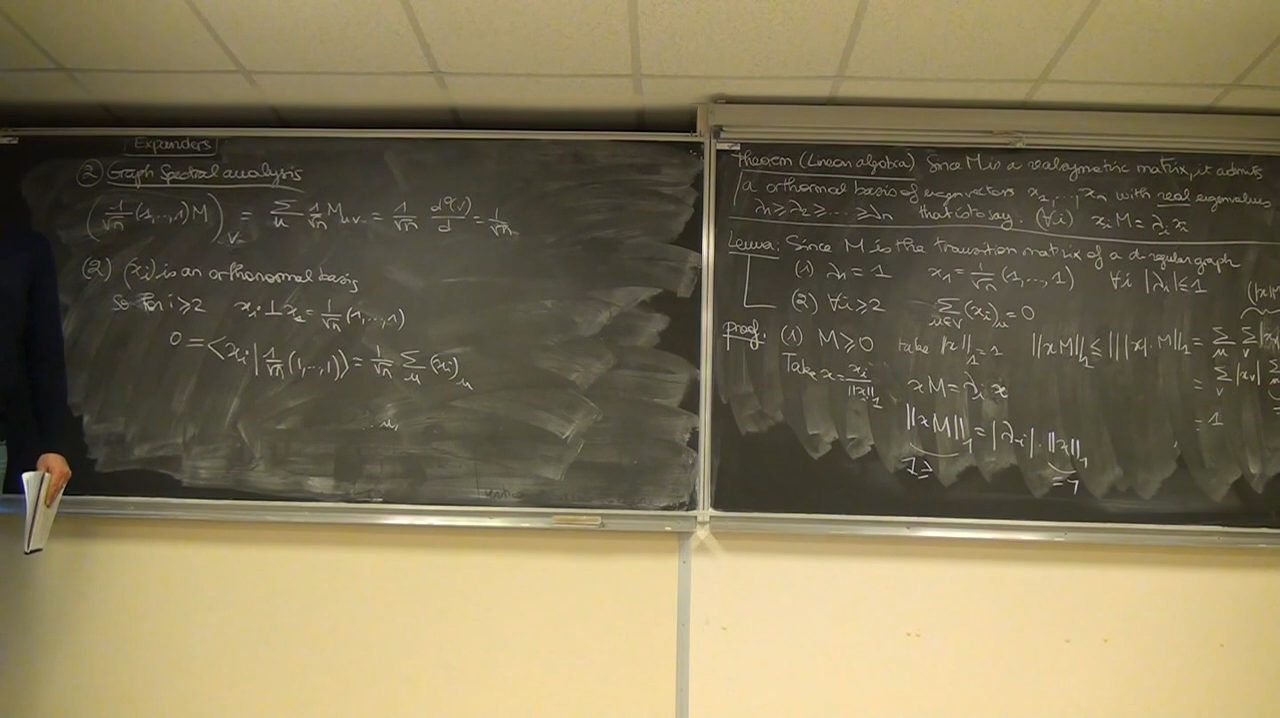 Expanders
② Graph Spectral analysis
(1/√n (1,...,1) M)_v = Σ_u 1/√n M_uv = 1/√n d°(v)/d = 1/√n
(2) (x_i) is an orthonormal basis
So For i ≥ 2 x_i ⊥ x_1 = 1/√n (1,...,1)
0 = <x_i | 1/√n (1,...,1)> = 1/√n Σ_u (x_i)_u
Theorem (Linear algebra) Since M is a real symmetric matrix, it admits
a orthormal basis of eigenvectors x_1, ..., x_n with real eigenvalues
λ_1 ≥ λ_2 ≥ ... ≥ λ_n that is to say. (∀i) x_i M = λ_i x_i
Lemma: Since M is the transition matrix of a d-regular graph
(1) λ_1 = 1 x_1 = 1/√n (1,...,1) ∀i |λ_i| ≤ 1
(2) ∀i ≥ 2 Σ_{u∈V} (x_i)_u = 0
proof: (1) M ≥ 0 take ||x||_1 = 1 ||xM||_1 ≤ || |x|.M||_1 = Σ_u Σ_v |x_v|
Take x = x_i/||x_i||_1 xM = λ_i x = Σ_v |x_v| Σ_u
||xM||_1 = |λ_i|.||x||_1 = 1
1 ≥ = 1